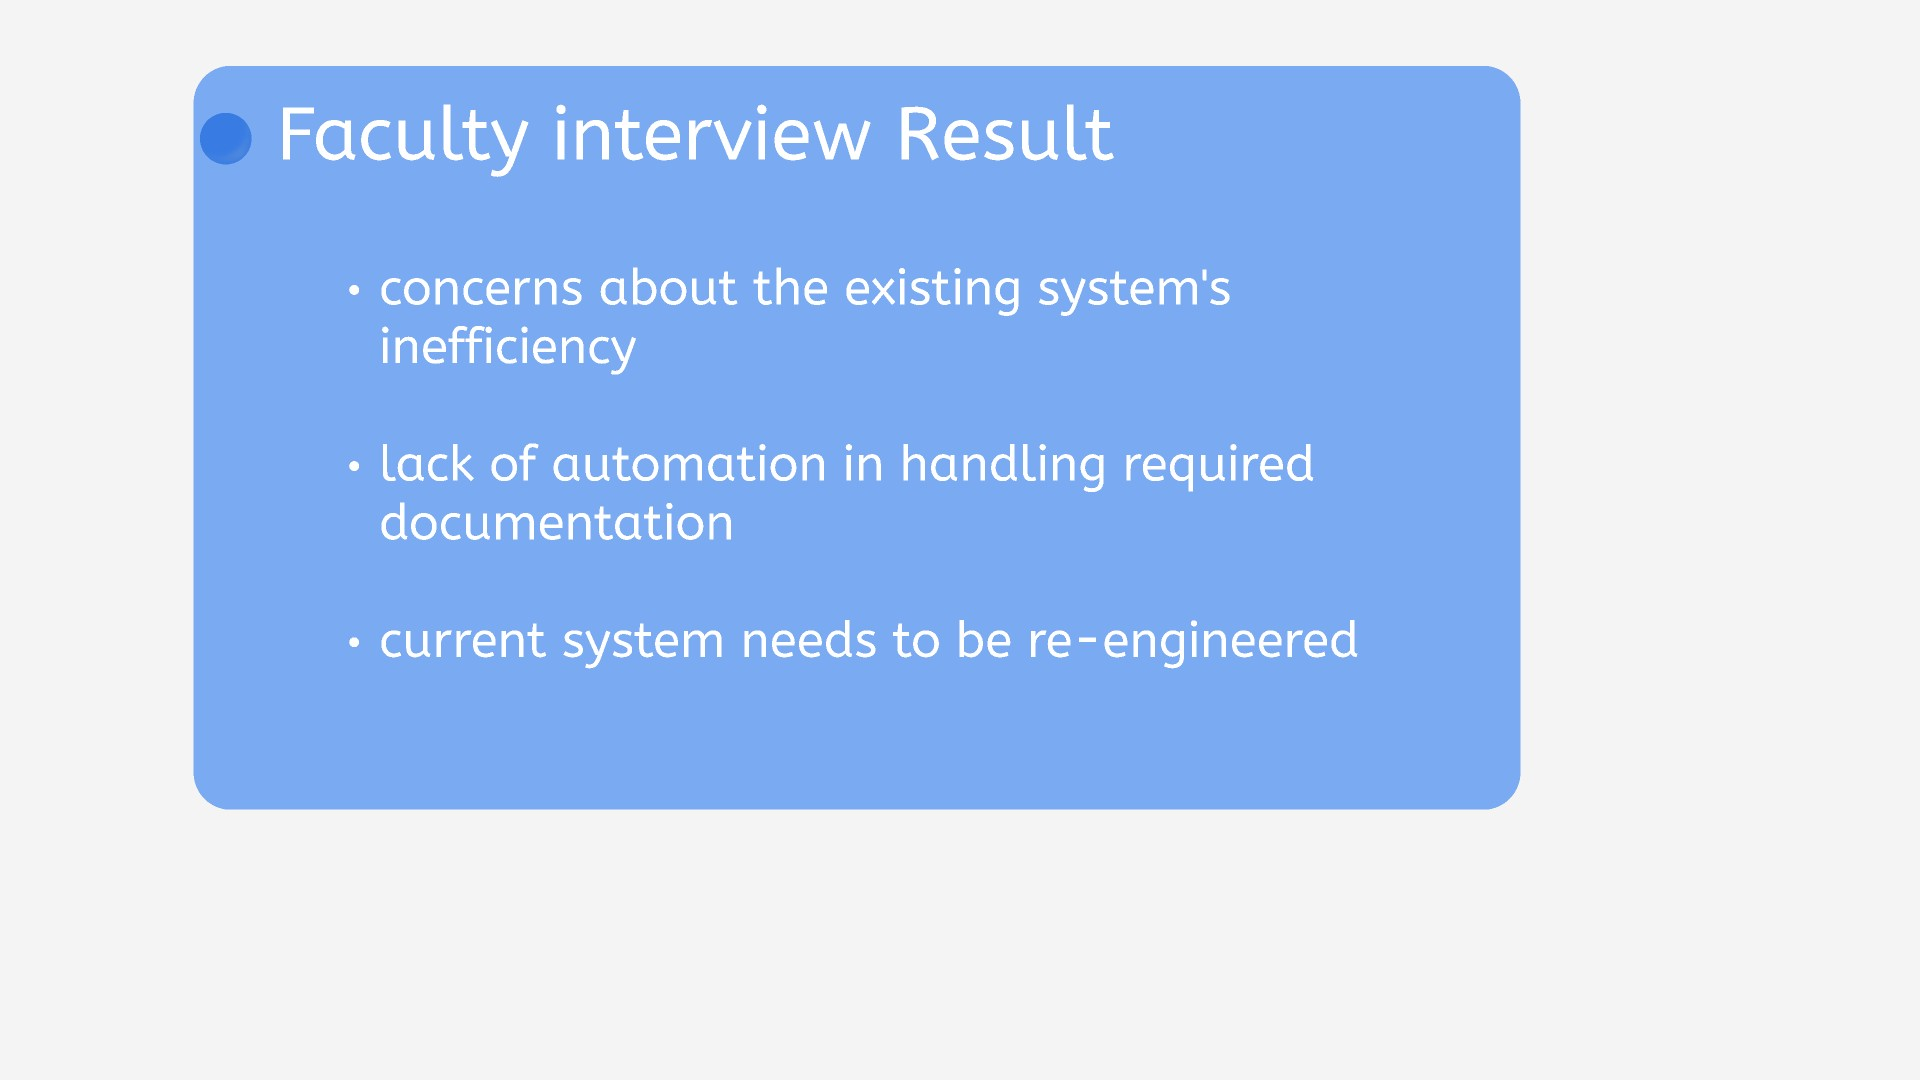 Faculty interview Result
• concerns about the existing system's
inefficiency
• lack of automation in handling required
documentation
• current system needs to be re-engineered